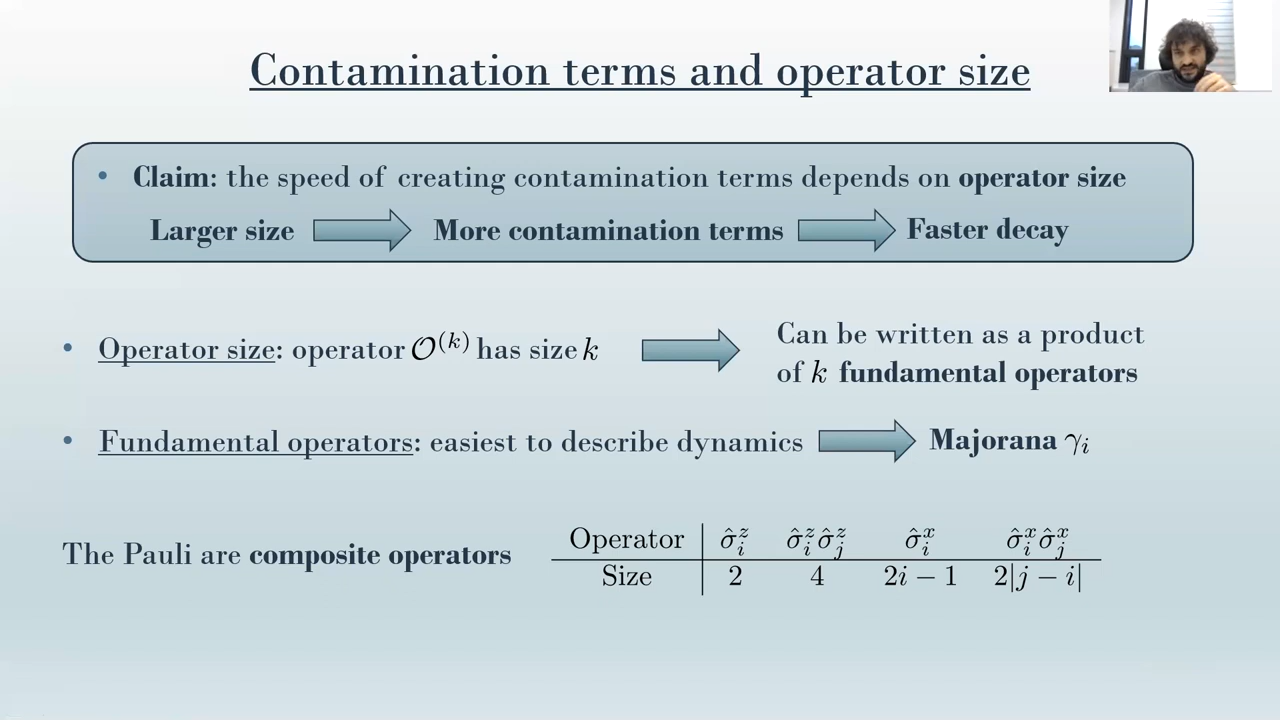 Contamination terms and operator size
• Claim: the speed of creating contamination terms depends on operator size
Larger size More contamination terms Faster decay
• Operator size: operator 𝒪^(k) has size k
Can be written as a product
of k fundamental operators
• Fundamental operators: easiest to describe dynamics Majorana γ_i
The Pauli are composite operators
Operator σ̂_i^z σ̂_i^z σ̂_j^z σ̂_i^x σ̂_i^x σ̂_j^x
Size 2 4 2i − 1 2|j − i|